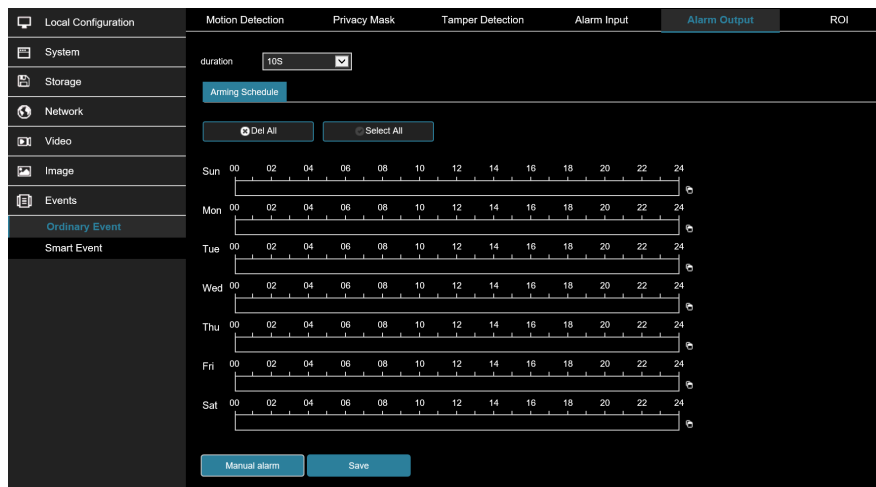 Local Configuration
System
Storage
Network
Video
Image
Events
Ordinary Event
Smart Event
Motion Detection Privacy Mask Tamper Detection Alarm Input Alarm Output ROI
duration 10S
Arming Schedule
Del All Select All
Sun 00 02 04 06 08 10 12 14 16 18 20 22 24
Mon 00 02 04 06 08 10 12 14 16 18 20 22 24
Tue 00 02 04 06 08 10 12 14 16 18 20 22 24
Wed 00 02 04 06 08 10 12 14 16 18 20 22 24
Thu 00 02 04 06 08 10 12 14 16 18 20 22 24
Fri 00 02 04 06 08 10 12 14 16 18 20 22 24
Sat 00 02 04 06 08 10 12 14 16 18 20 22 24
Manual alarm Save